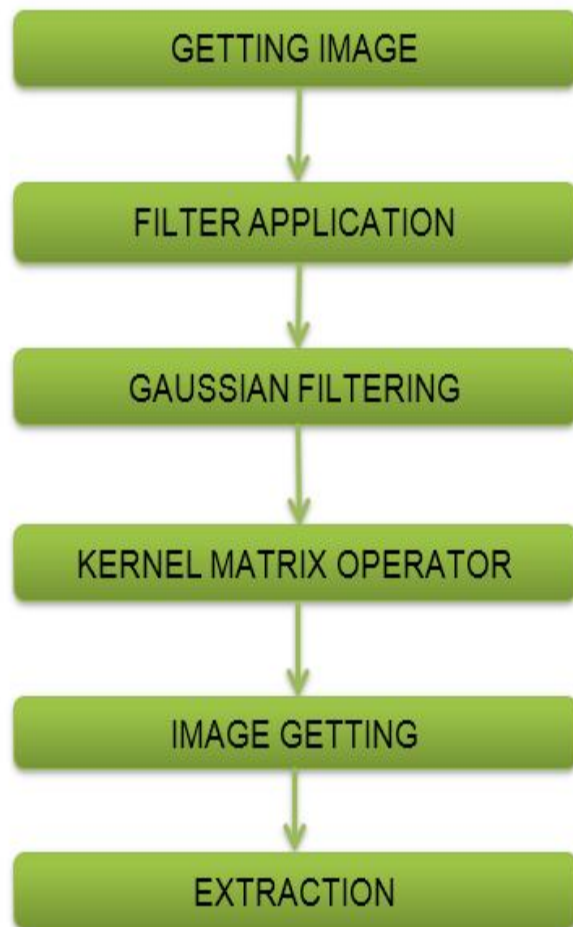 GETTING IMAGE
FILTER APPLICATION
GAUSSIAN FILTERING
KERNEL MATRIX OPERATOR
IMAGE GETTING
EXTRACTION